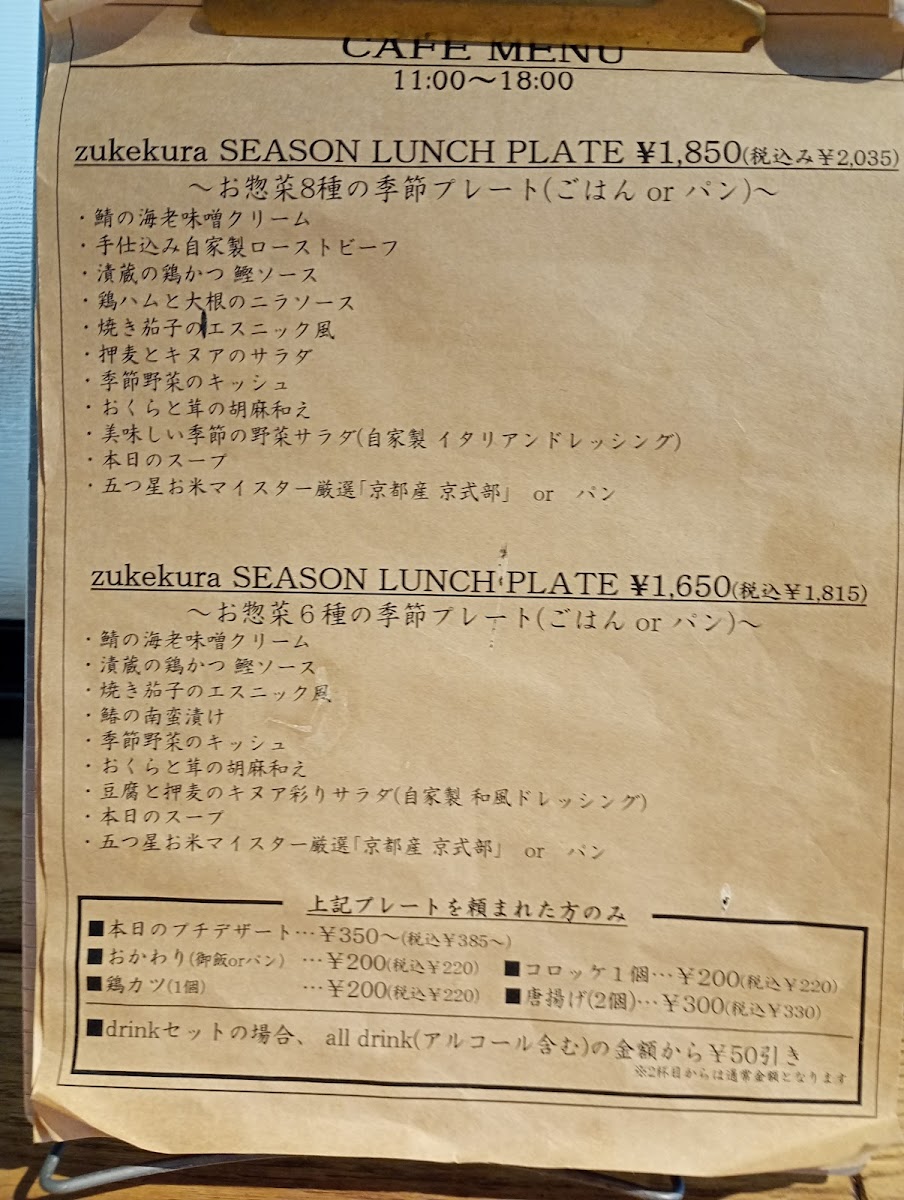 CAFE MENU
11:00～18:00
zukekura SEASON LUNCH PLATE ¥1,850(税込み¥2,035)
～お惣菜8種の季節プレート(ごはん or パン)～
・鯖の海老味噌クリーム
・手仕込み自家製ローストビーフ
・漬蔵の鶏かつ 鰹ソース
・鶏ハムと大根のニラソース
・焼き茄子のエスニック風
・押麦とキヌアのサラダ
・季節野菜のキッシュ
・おくらと茸の胡麻和え
・美味しい季節の野菜サラダ(自家製 イタリアンドレッシング)
・本日のスープ
・五つ星お米マイスター厳選「京都産 京式部」 or パン
zukekura SEASON LUNCH PLATE ¥1,650(税込¥1,815)
～お惣菜６種の季節プレート(ごはん or パン)～
・鯖の海老味噌クリーム
・漬蔵の鶏かつ 鰹ソース
・焼き茄子のエスニック風
・鰆の南蛮漬け
・季節野菜のキッシュ
・おくらと茸の胡麻和え
・豆腐と押麦のキヌア彩りサラダ(自家製 和風ドレッシング)
・本日のスープ
・五つ星お米マイスター厳選「京都産 京式部」 or パン
上記プレートを頼まれた方のみ
■本日のプチデザート…¥350～(税込¥385～)
■おかわり(御飯orパン) …¥200(税込¥220) ■コロッケ１個…¥200(税込¥220)
■鶏カツ(1個) …¥200(税込¥220) ■唐揚げ(2個)…¥300(税込¥330)
■drinkセットの場合、 all drink(アルコール含む)の金額から¥50引き
※2杯目からは通常金額となります